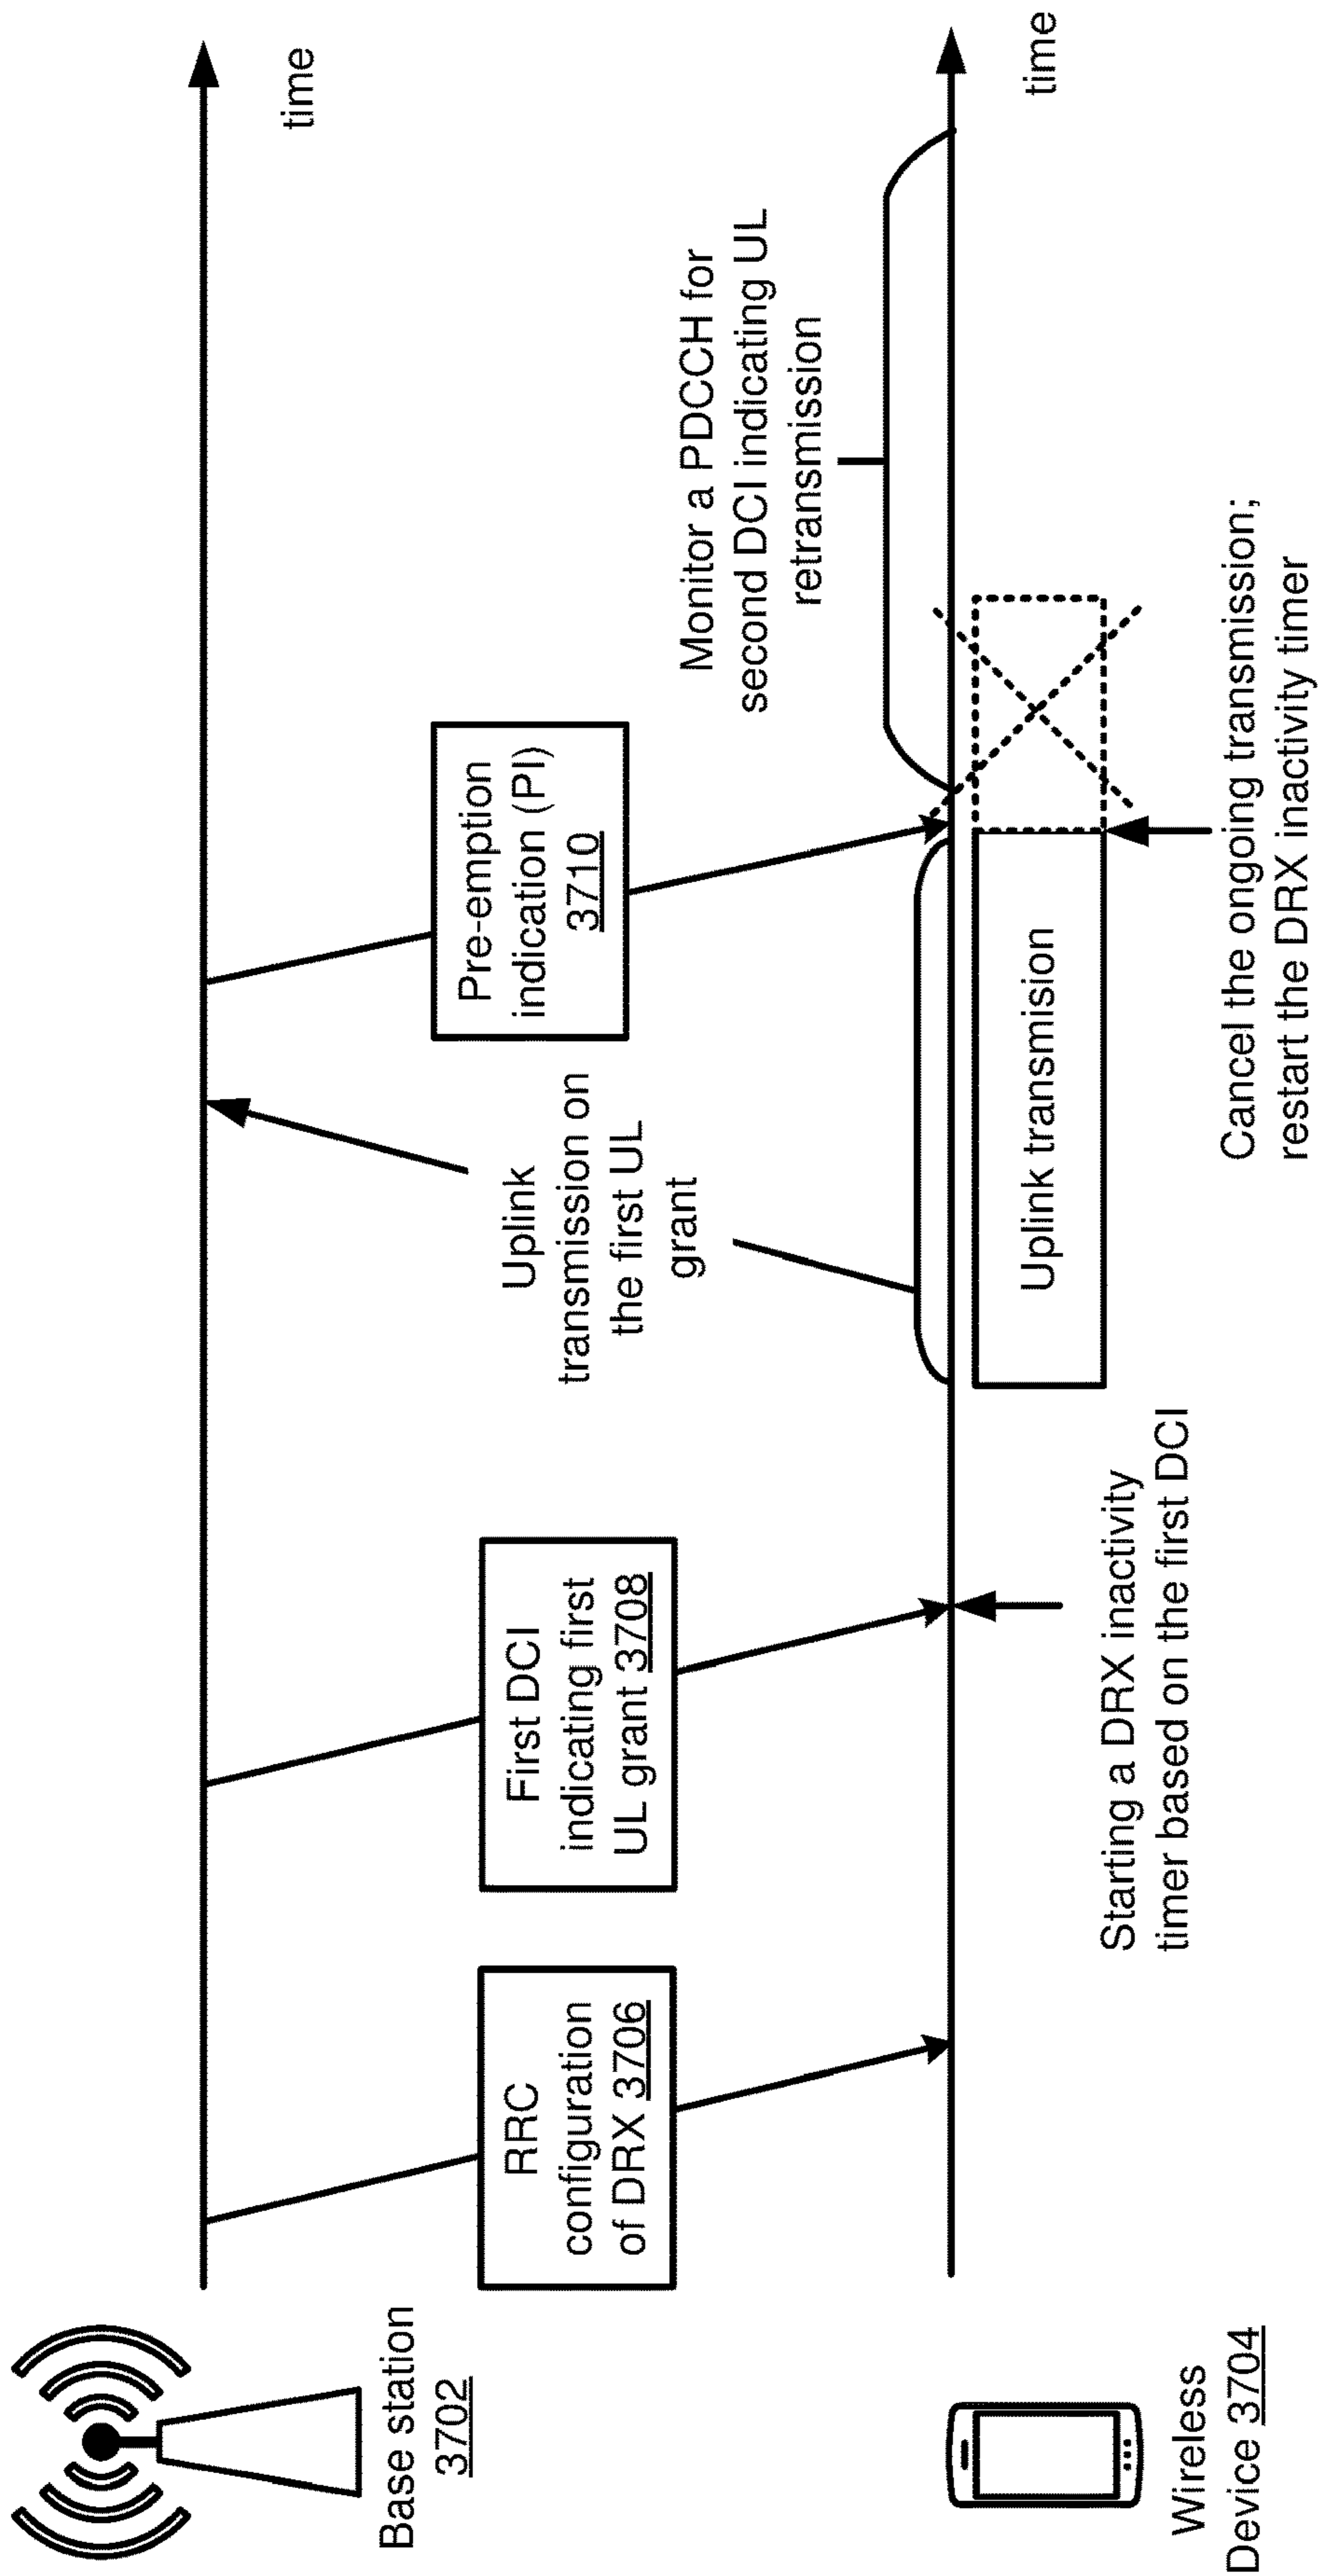 Base station
3702
time
RRC
configuration
of DRX 3706
First DCI
indicating first
UL grant 3708
Uplink
transmission on
the first UL
grant
Pre-emption
indication (PI)
3710
Monitor a PDCCH for
second DCI indicating UL
retransmission
Wireless
Device 3704
time
Starting a DRX inactivity
timer based on the first DCI
Uplink transmision
Cancel the ongoing transmission;
restart the DRX inactivity timer